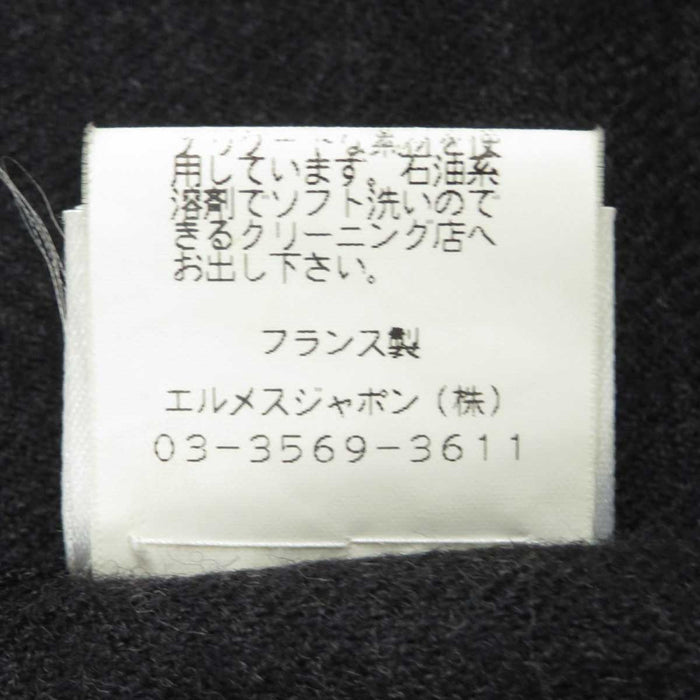 用しています。石油系
溶剤でソフト洗いので
きるクリーニング店へ
お出し下さい。
フランス製
エルメスジャポン（株）
03-3569-3611